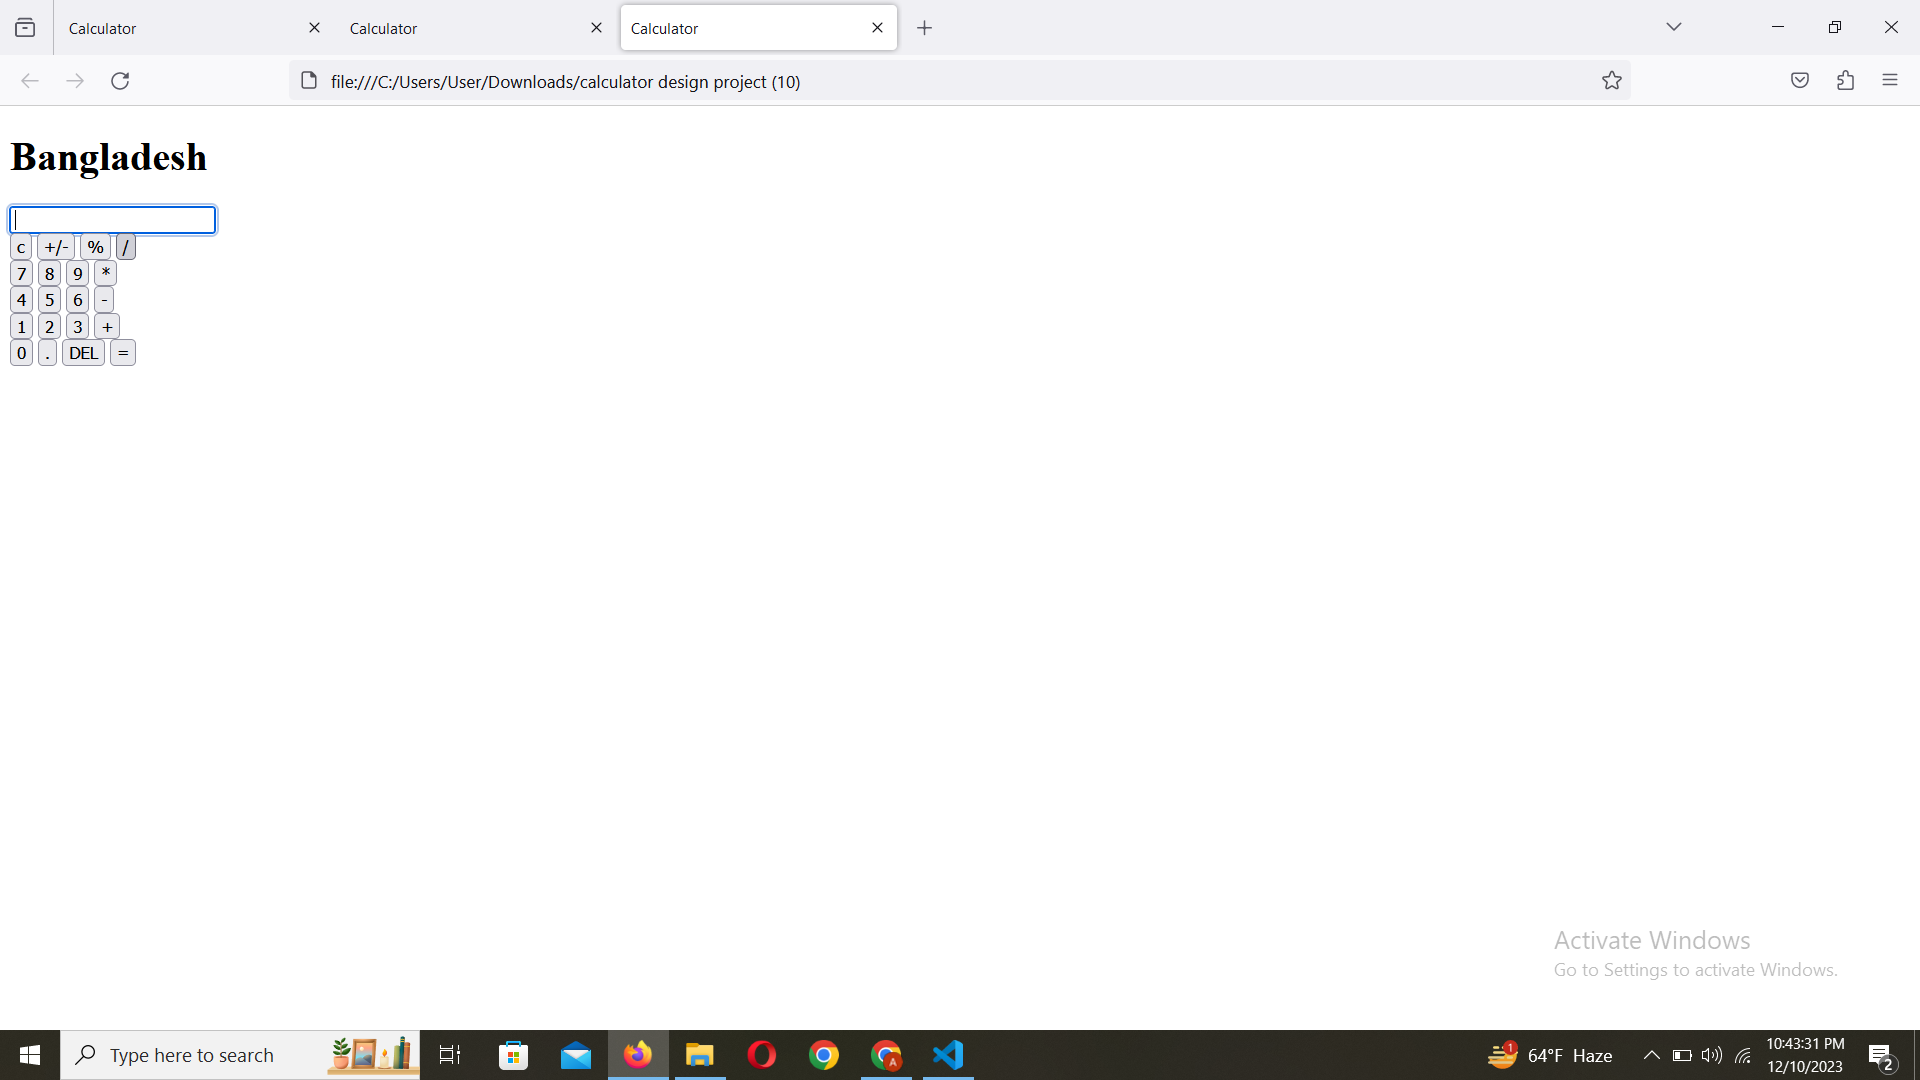 Calculator
Calculator
Calculator
file:///C:/Users/User/Downloads/calculator design project (10)
Bangladesh
c +/- % /
7 8 9 *
4 5 6 -
1 2 3 +
0 . DEL =
Activate Windows
Go to Settings to activate Windows.
Type here to search
A
1
64°F Haze
10:43:31 PM
12/10/2023
2